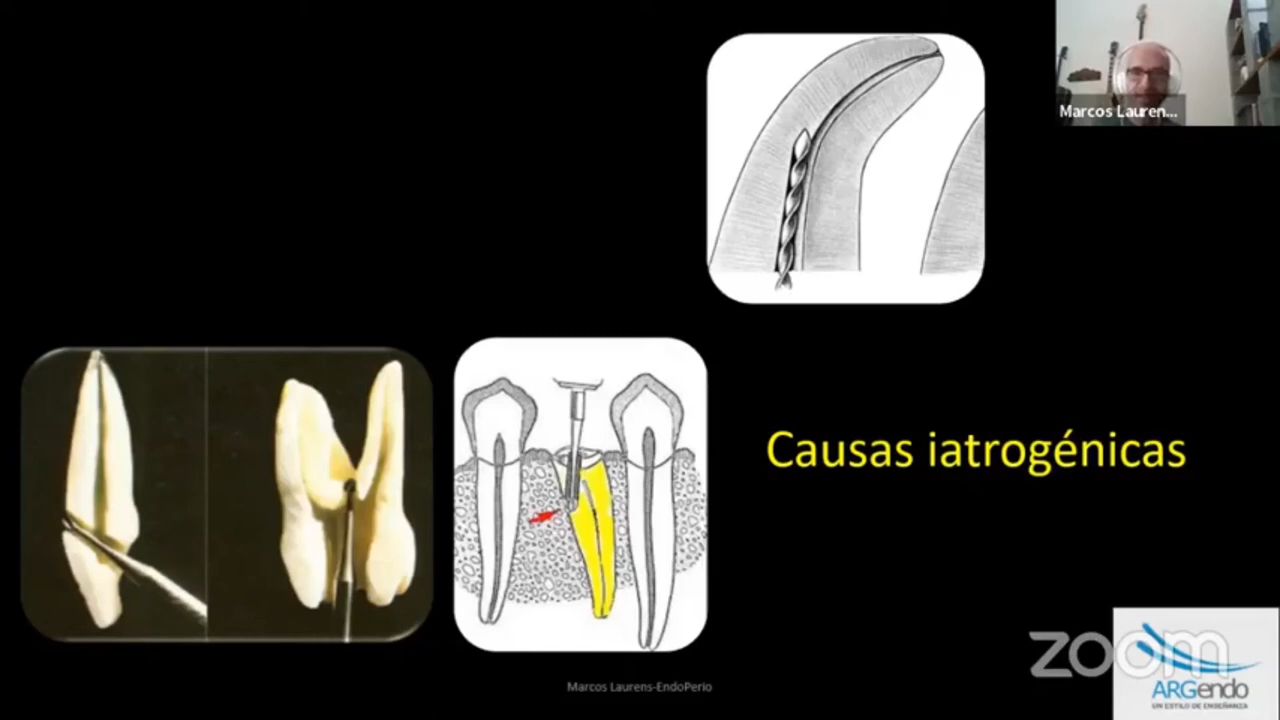 Marcos Lauren...
Causas iatrogénicas
Marcos Laurens-EndoPerio
zoom
ARGendo
UN ESTILO DE ENSEÑANZA